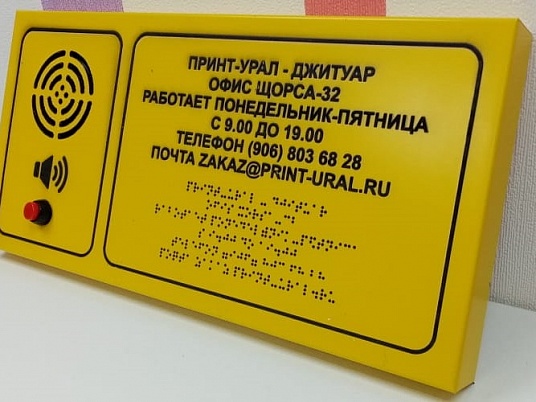 ПРИНТ-УРАЛ - ДЖИТУАР
ОФИС ЩОРСА-32
РАБОТАЕТ ПОНЕДЕЛЬНИК-ПЯТНИЦА
С 9.00 ДО 19.00
ТЕЛЕФОН (906) 803 68 28
ПОЧТА ZAKAZ@PRINT-URAL.RU